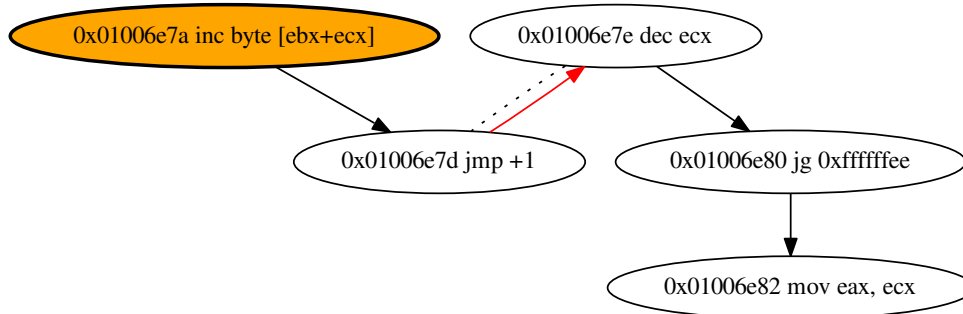 0x01006e7a inc byte [ebx+ecx]
0x01006e7e dec ecx
0x01006e7d jmp +1
0x01006e80 jg 0xffffffee
0x01006e82 mov eax, ecx